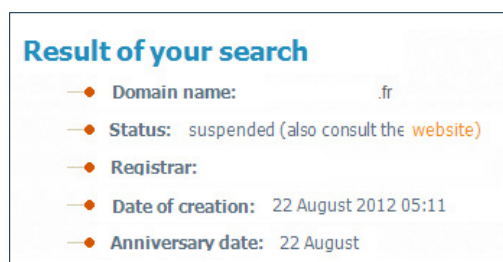 Result of your search
Domain name: .fr
Status: suspended (also consult the website)
Registrar:
Date of creation: 22 August 2012 05:11
Anniversary date: 22 August